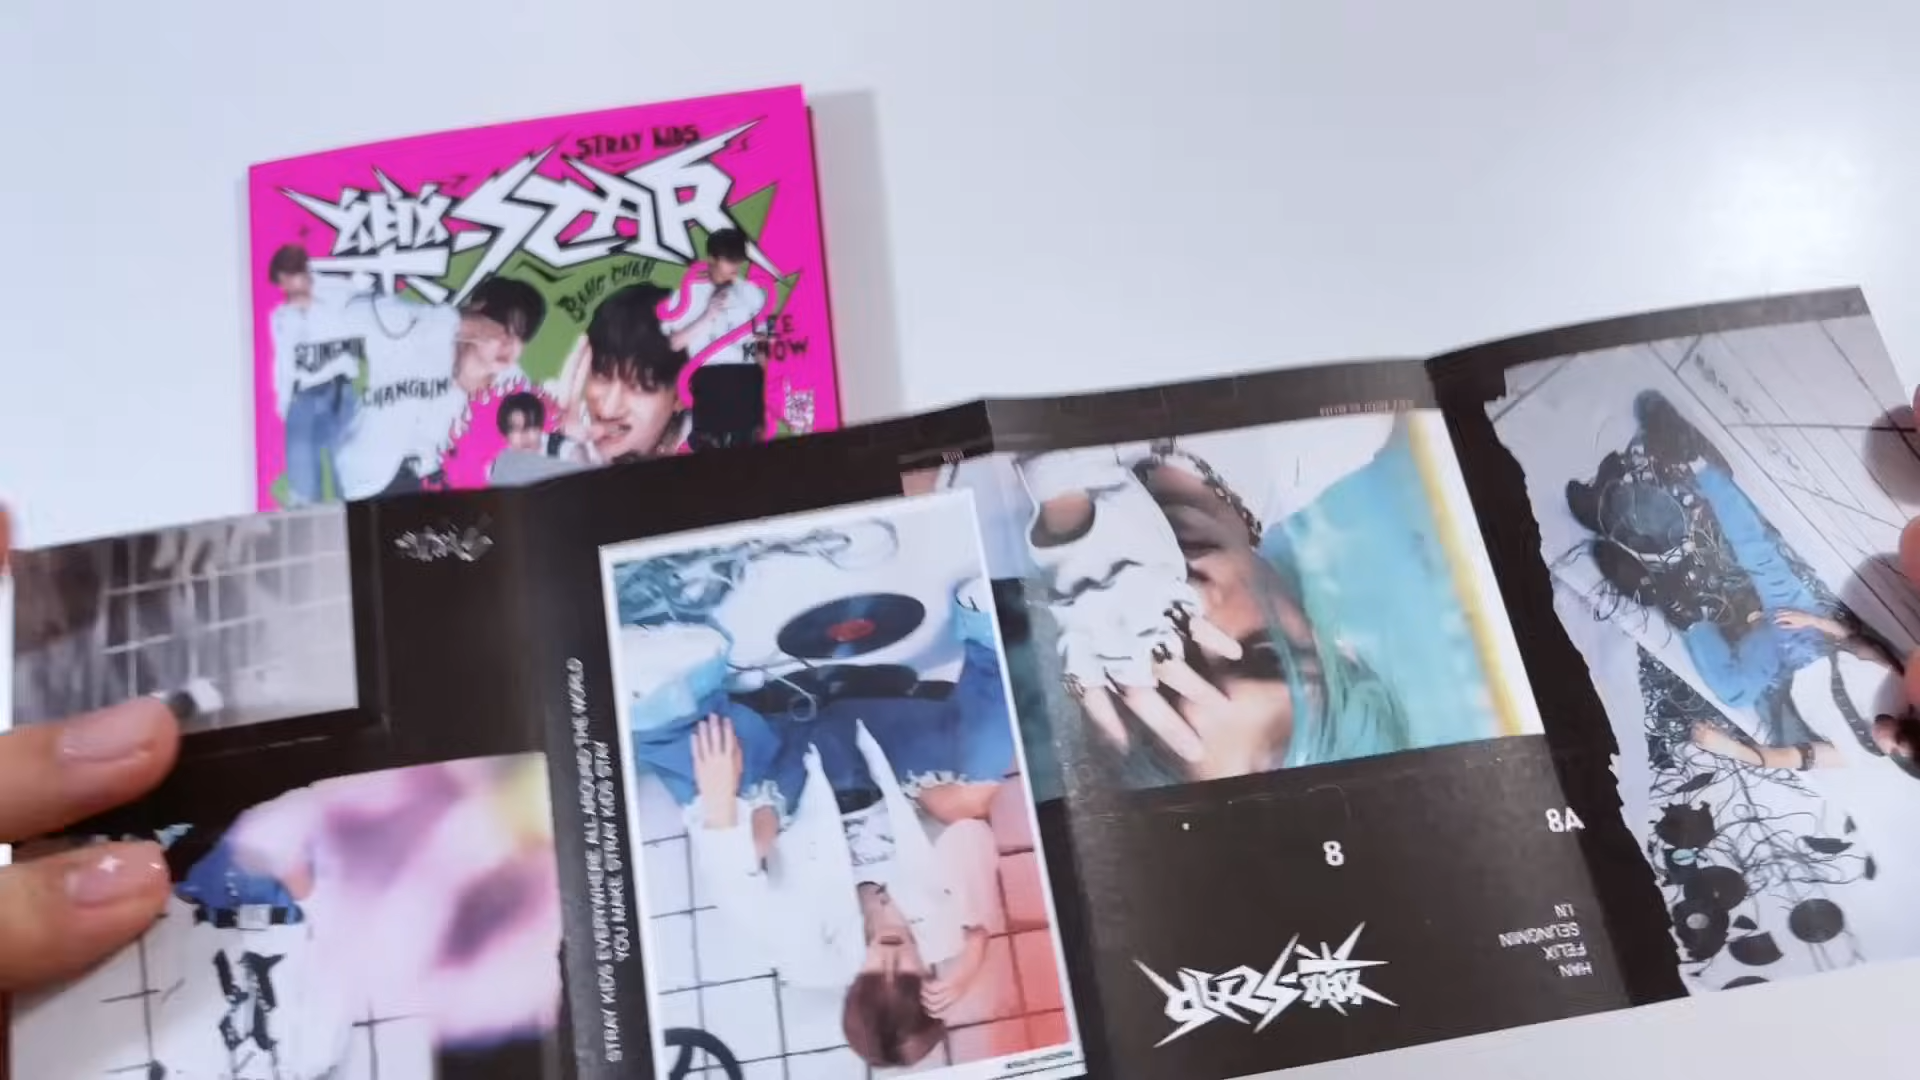 STRAY KIDS
樂-STAR
BANG CHAN
LEE
KNOW
SEUNGMIN
CHANGBIN
STRAY KIDS EVERYWHERE ALL AROUND THE WORLD
YOU MAKE STRAY KIDS STAY
8
8A
HAN
FELIX
SEUNGMIN
I.N
樂-STAR